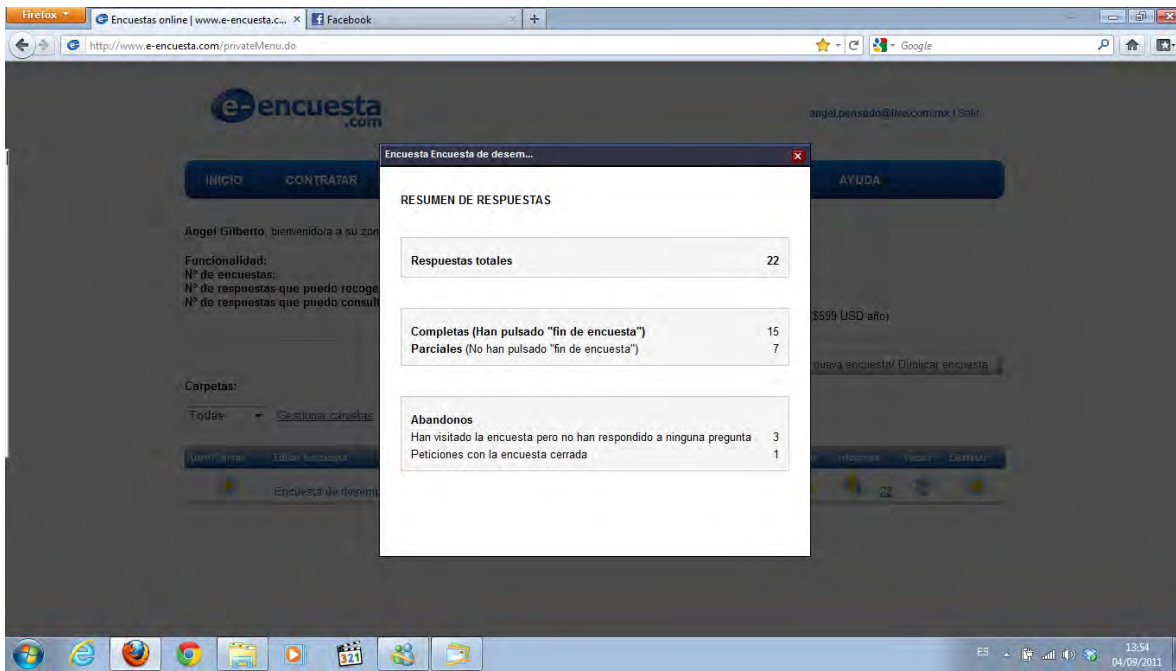 Firefox
Encuestas online | www.e-encuesta.c...
Facebook
http://www.e-encuesta.com/privateMenu.do
Google
e-encuesta
.com
angel.pensado@live.com.mx / Salir
INICIO CONTRATAR AYUDA
Angel Gilberto, bienvenido/a a su zon
Funcionalidad:
Nº de encuestas:
Nº de respuestas que puedo recoge
Nº de respuestas que puedo consult
($599 USD año)
nueva encuesta/ Duplicar encuesta
Carpetas:
Todas Gestionar carpetas
Encuesta de desemp
22
Encuesta Encuesta de desem...
RESUMEN DE RESPUESTAS
Respuestas totales 22
Completas (Han pulsado "fin de encuesta") 15
Parciales (No han pulsado "fin de encuesta") 7
Abandonos
Han visitado la encuesta pero no han respondido a ninguna pregunta 3
Peticiones con la encuesta cerrada 1
321
ES
13:54
04/09/2011